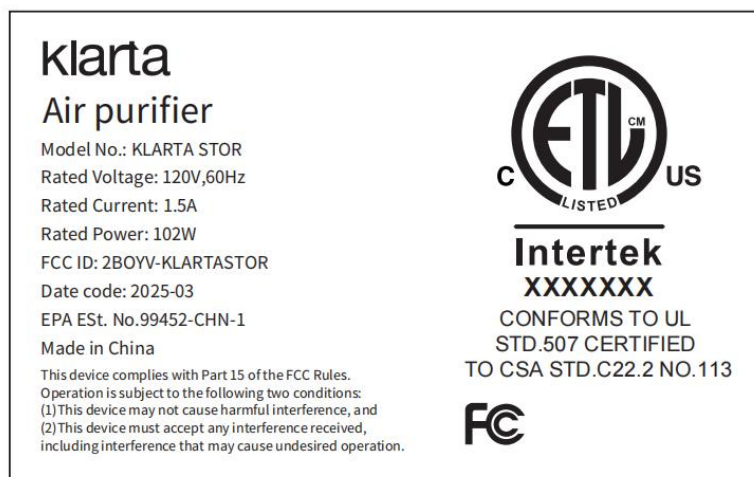 klarta
Air purifier
Model No.: KLARTA STOR
Rated Voltage: 120V,60Hz
Rated Current: 1.5A
Rated Power: 102W
FCC ID: 2BOYV-KLARTASTOR
Date code: 2025-03
EPA ESt. No.99452-CHN-1
Made in China
This device complies with Part 15 of the FCC Rules.
Operation is subject to the following two conditions:
(1)This device may not cause harmful interference, and
(2)This device must accept any interference received,
including interference that may cause undesired operation.
ETL CM
C US
LISTED
Intertek
XXXXXXX
CONFORMS TO UL
STD.507 CERTIFIED
TO CSA STD.C22.2 NO.113
FC